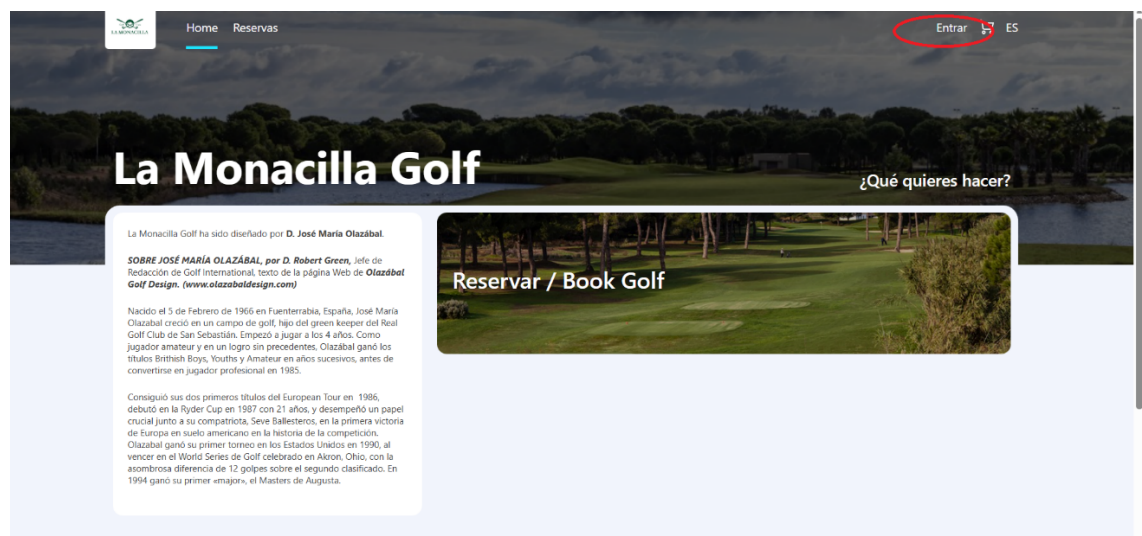 LA MONACILLA
Home
Reservas
Entrar
ES
La Monacilla Golf
¿Qué quieres hacer?
La Monacilla Golf ha sido diseñado por D. José María Olazábal.
SOBRE JOSÉ MARÍA OLAZÁBAL, por D. Robert Green, Jefe de
Redacción de Golf International, texto de la página Web de Olazábal
Golf Design. (www.olazabaldesign.com)
Nacido el 5 de Febrero de 1966 en Fuenterrabia, España, José María
Olazabal creció en un campo de golf, hijo del green keeper del Real
Golf Club de San Sebastián. Empezó a jugar a los 4 años. Como
jugador amateur y en un logro sin precedentes, Olazábal ganó los
títulos Brithish Boys, Youths y Amateur en años sucesivos, antes de
convertirse en jugador profesional en 1985.
Consiguió sus dos primeros títulos del European Tour en 1986,
debutó en la Ryder Cup en 1987 con 21 años, y desempeñó un papel
crucial junto a su compatriota, Seve Ballesteros, en la primera victoria
de Europa en suelo americano en la historia de la competición.
Olazabal ganó su primer torneo en los Estados Unidos en 1990, al
vencer en el World Series de Golf celebrado en Akron, Ohio, con la
asombrosa diferencia de 12 golpes sobre el segundo clasificado. En
1994 ganó su primer «major», el Masters de Augusta.
Reservar / Book Golf